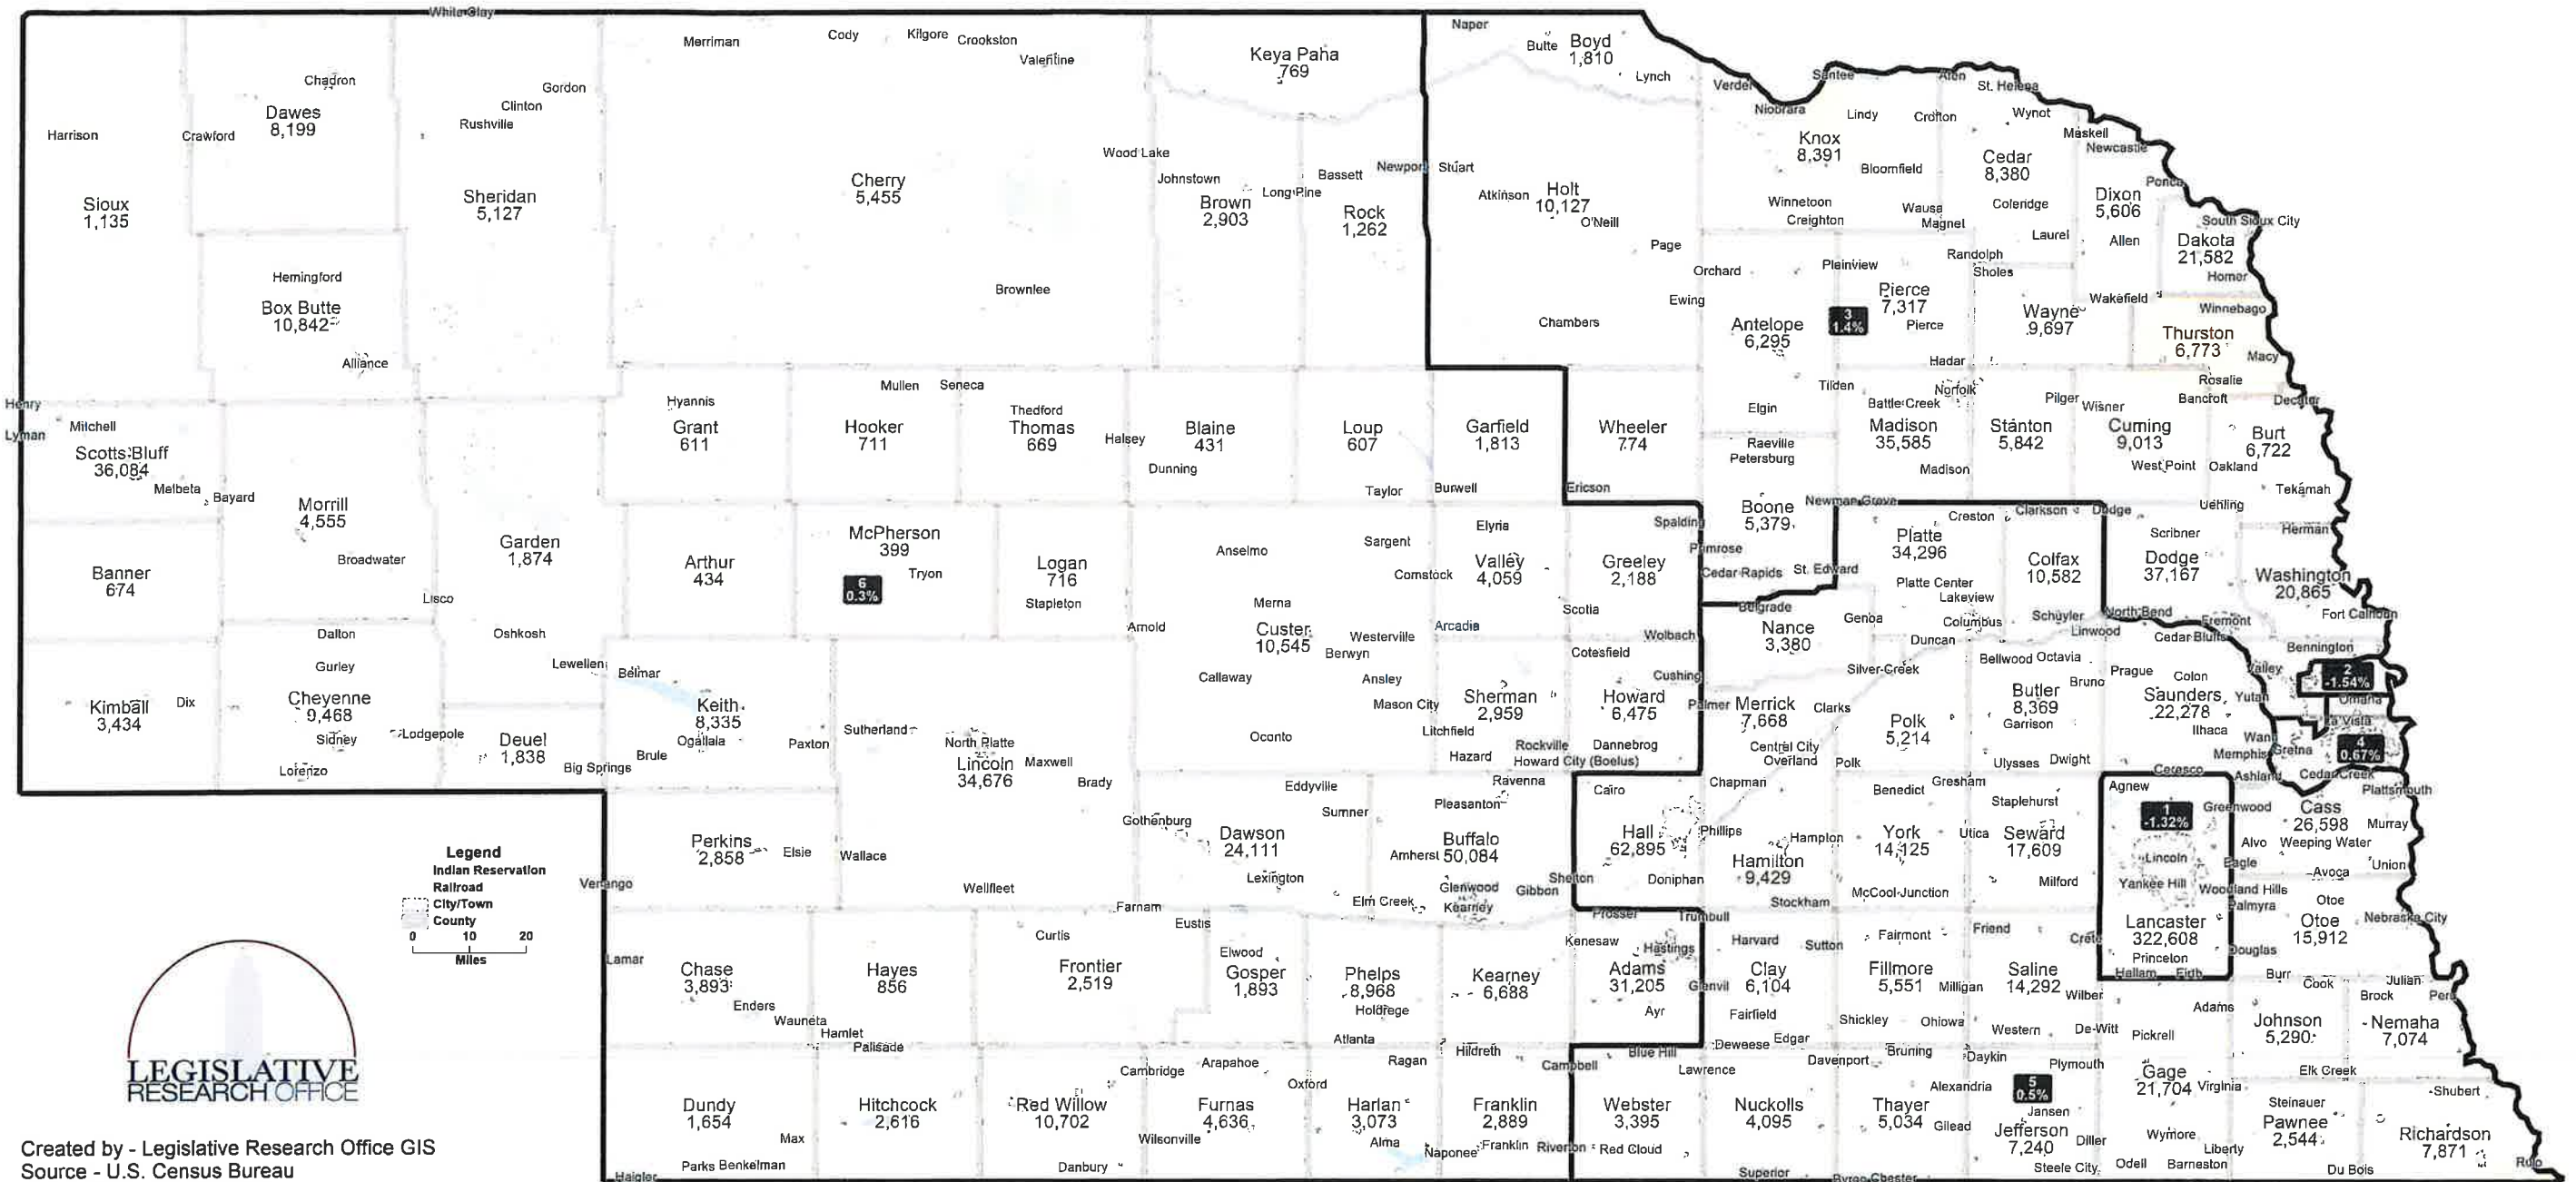 White Clay
Merriman
Cody
Kilgore
Crookston
Valentine
Keya Paha
769
Naper
Butte
Boyd
1,810
Lynch
Verdel
Santee
Niobrara
Lindy
Crofton
Aten
St. Helena
Wynot
Maskell
Newcastle
Chadron
Dawes
8,199
Gordon
Clinton
Rushville
Harrison
Crawford
Sioux
1,135
Sheridan
5,127
Cherry
5,455
Wood Lake
Johnstown
Brown
2,903
Long Pine
Bassett
Rock
1,262
Newport
Stuart
Atkinson
Holt
10,127
O'Neill
Page
Knox
8,391
Bloomfield
Winnetoon
Creighton
Wausa
Magnet
Cedar
8,380
Coleridge
Laurel
Dixon
5,606
Allen
Ponca
South Sioux City
Dakota
21,582
Homer
Hemingford
Box Butte
10,842
Alliance
Brownlee
Chambers
Ewing
Orchard
Antelope
6,295
Plainview
3
1.4%
Pierce
7,317
Pierce
Hadar
Randolph
Sholes
Wayne
9,697
Wakefield
Winnebago
Thurston
6,773
Macy
Rosalie
Henry
Lyman
Mitchell
Scotts Bluff
36,084
Melbeta
Bayard
Morrill
4,555
Broadwater
Garden
1,874
Lisco
Oshkosh
Lewellen
Hyannis
Grant
611
Mullen
Seneca
Hooker
711
Thedford
Thomas
669
Halsey
Blaine
431
Dunning
Loup
607
Taylor
Garfield
1,813
Burwell
Wheeler
774
Ericson
Elgin
Raeville
Petersburg
Tilden
Norfolk
Battle Creek
Madison
35,585
Madison
Pilger
Stanton
5,842
Wisner
Cuming
9,013
West Point
Bancroft
Decatur
Burt
6,722
Oakland
Tekamah
Uehling
Banner
674
Arthur
434
McPherson
399
Tryon
6
0.3%
Logan
716
Stapleton
Arnold
Anselmo
Merna
Custer
10,545
Callaway
Oconto
Westerville
Berwyn
Ansley
Mason City
Sargent
Comstock
Elyria
Valley
4,059
Arcadia
Spalding
Greeley
2,188
Scotia
Wolbach
Boone
5,379
Primrose
Cedar Rapids
St. Edward
Newman Grove
Belgrade
Nance
3,380
Genoa
Creston
Platte
34,296
Platte Center
Lakeview
Columbus
Duncan
Clarkson
Colfax
10,582
Schuyler
Dodge
Scribner
Dodge
37,167
North Bend
Fremont
Herman
Washington
20,865
Fort Calhoun
Linwood
Cedar Bluffs
Bennington
Valley
2
-1.54%
Omaha
La Vista
4
0.67%
Gretna
Dalton
Gurley
Cheyenne
9,468
Sidney
Lodgepole
Lorenzo
Kimball
3,434
Dix
Deuel
1,838
Big Springs
Belmar
Keith
8,335
Ogallala
Brule
Paxton
Sutherland
North Platte
Lincoln
34,676
Maxwell
Brady
Sherman
2,959
Litchfield
Hazard
Rockville
Howard City (Boelus)
Cotesfield
Howard
6,475
Dannebrog
Cushing
Palmer
Merrick
7,668
Clarks
Central City
Overland
Silver Creek
Polk
5,214
Polk
Bellwood
Octavia
Butler
8,369
Bruno
Garrison
Ulysses
Dwight
Prague
Colon
Saunders
22,278
Ithaca
Yutan
Wann
Memphis
Ceresco
Ashland
Cedar Creek
Plattsmouth
Perkins
2,858
Elsie
Wallace
Wellfleet
Venango
Gothenburg
Dawson
24,111
Lexington
Farnam
Eddyville
Sumner
Ravenna
Pleasanton
Buffalo
50,084
Amherst
Elm Creek
Glenwood
Kearney
Gibbon
Shelton
Cairo
Hall
62,895
Doniphan
Chapman
Phillips
Hampton
Hamilton
9,429
Stockham
Gresham
Benedict
York
14,125
McCool Junction
Utica
Staplehurst
Seward
17,609
Milford
Agnew
1
-1.32%
Lincoln
Yankee Hill
Lancaster
322,608
Princeton
Hallam
Firth
Greenwood
Cass
26,598
Murray
Alvo
Weeping Water
Eagle
Avoca
Union
Woodland Hills
Palmyra
Otoe
Otoe
15,912
Nebraska City
Douglas
Legend
Indian Reservation
Railroad
City/Town
County
0 10 20
Miles
Lamar
Chase
3,893
Enders
Wauneta
Hamlet
Palisade
Hayes
856
Curtis
Frontier
2,519
Eustis
Elwood
Gosper
1,893
Phelps
8,968
Holdrege
Atlanta
Kearney
6,688
Prosser
Kenesaw
Hastings
Adams
31,205
Ayr
Trumbull
Glenvil
Harvard
Clay
6,104
Fairfield
Deweese
Edgar
Sutton
Fairmont
Fillmore
5,551
Milligan
Shickley
Ohiowa
Friend
Saline
14,292
Wilber
Western
De Witt
Crete
Adams
Pickrell
Burr
Cook
Johnson
5,290
Elk Creek
Julian
Brock
Peru
Nemaha
7,074
Dundy
1,654
Max
Parks
Benkelman
Haigler
Hitchcock
2,616
Red Willow
10,702
Danbury
Cambridge
Arapahoe
Furnas
4,636
Wilsonville
Oxford
Ragan
Harlan
3,073
Alma
Hildreth
Franklin
2,889
Naponee
Franklin
Riverton
Campbell
Blue Hill
Webster
3,395
Red Cloud
Lawrence
Nuckolls
4,095
Superior
Davenport
Bruning
Thayer
5,034
Gilead
Byron
Chester
Alexandria
Daykin
Plymouth
5
0.5%
Jansen
Jefferson
7,240
Diller
Steele City
Gage
21,704
Virginia
Wymore
Odell
Barneston
Liberty
Steinauer
Pawnee
2,544
Du Bois
Shubert
Richardson
7,871
Rulo
LEGISLATIVE
RESEARCH OFFICE
Created by - Legislative Research Office GIS
Source - U.S. Census Bureau